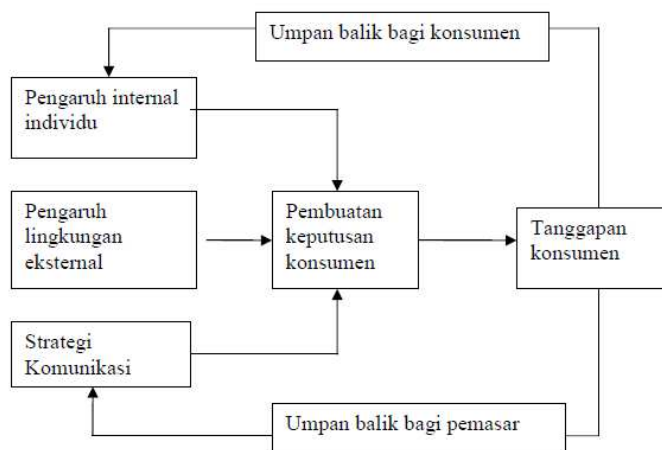 Umpan balik bagi konsumen
Pengaruh internal
individu
Pengaruh
lingkungan
eksternal
Pembuatan
keputusan
konsumen
Tanggapan
konsumen
Strategi
Komunikasi
Umpan balik bagi pemasar